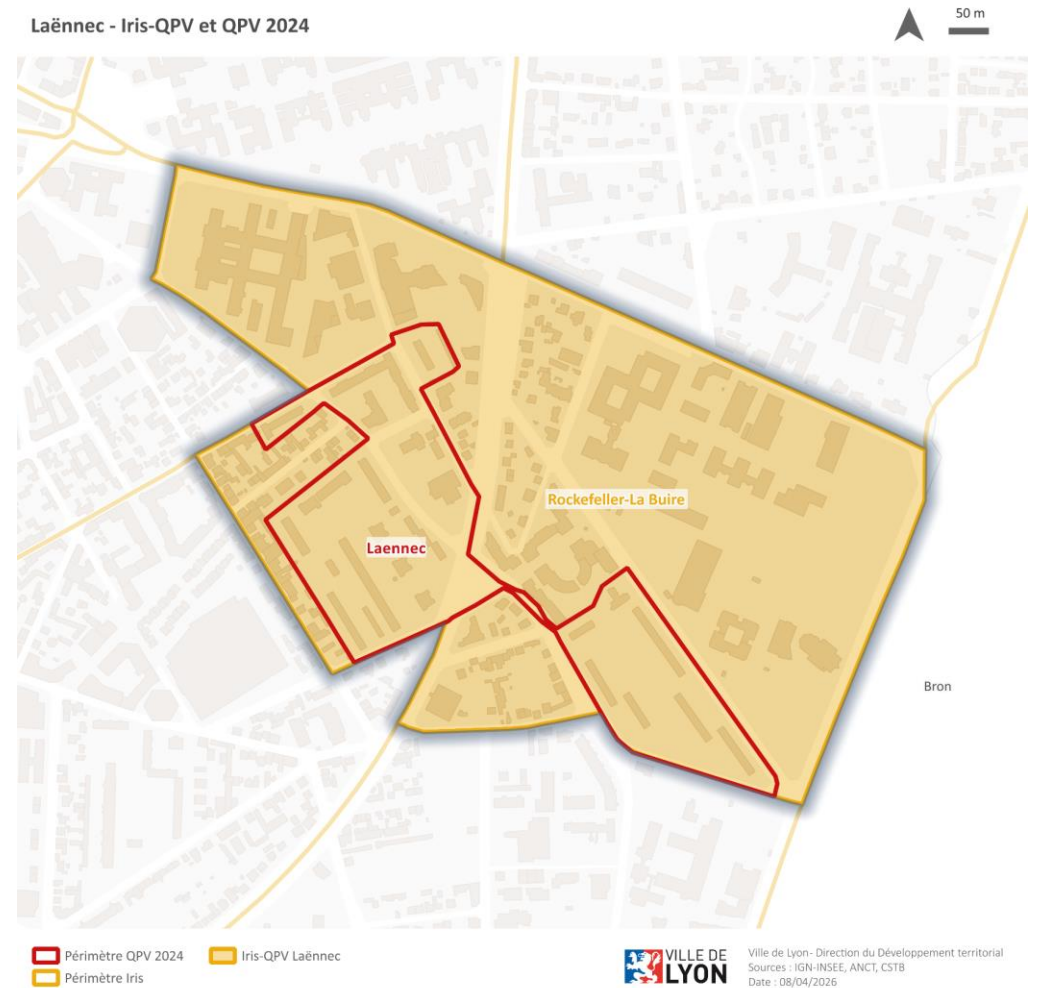 Laënnec - Iris-QPV et QPV 2024
50 m
Rockefeller-La Buire
Laennec
Bron
Périmètre QPV 2024
Iris-QPV Laënnec
Périmètre Iris
VILLE DE
LYON
Ville de Lyon- Direction du Développement territorial
Sources : IGN-INSEE, ANCT, CSTB
Date : 08/04/2026